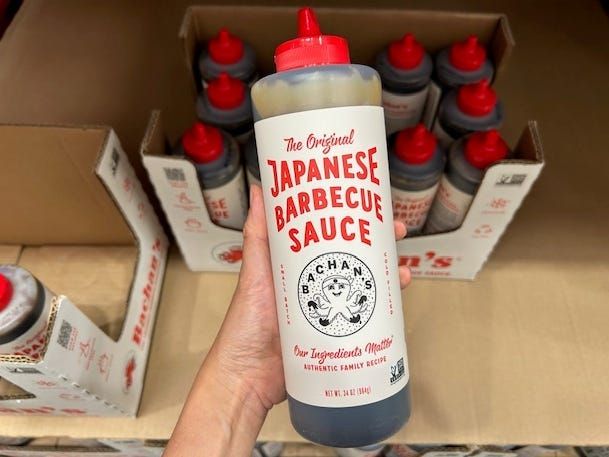 The Original
JAPANESE
BARBECUE
SAUCE
SMALL BATCH
BACHAN'S
COLD FILLED
Our Ingredients Matter
AUTHENTIC FAMILY RECIPE
NET WT. 34 OZ (964g)
Bachan's